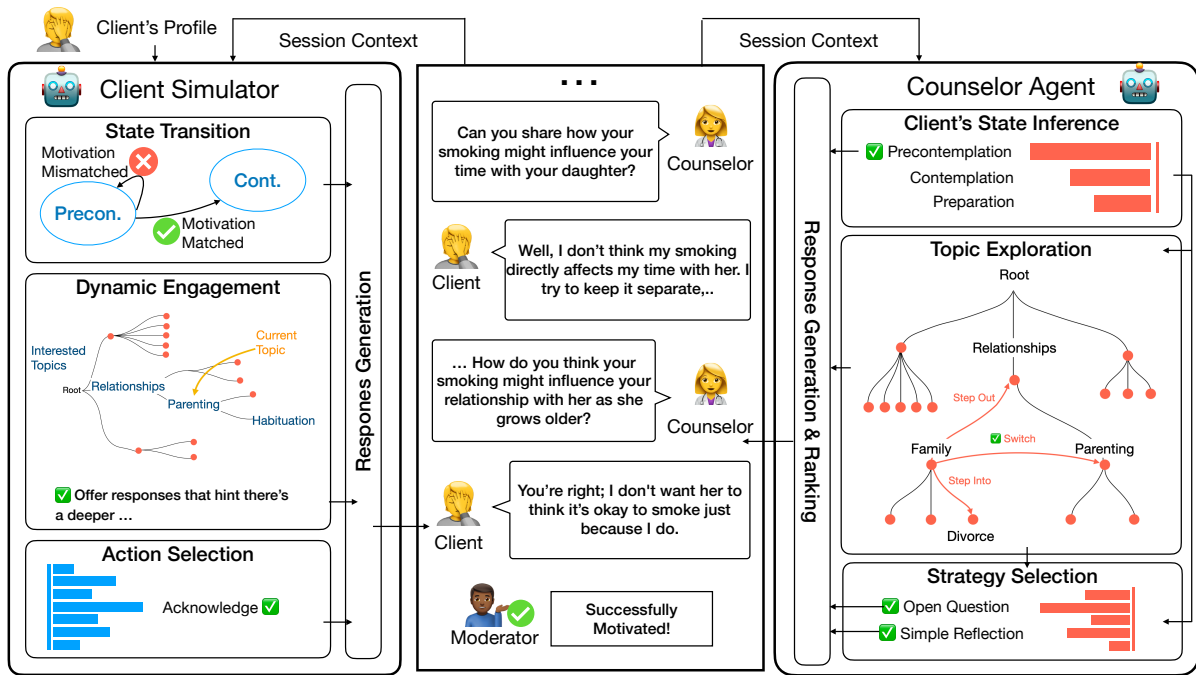 Client's Profile
Session Context
Session Context
Client Simulator
State Transition
Motivation
Mismatched
Precon.
Cont.
Motivation
Matched
Dynamic Engagement
Interested
Topics
Current
Topic
Root
Relationships
Parenting
Habituation
✅ Offer responses that hint there's
a deeper …
Action Selection
Acknowledge ✅
Respones Generation
...
Can you share how your
smoking might influence your
time with your daughter?
Counselor
Well, I don't think my smoking
directly affects my time with her. I
try to keep it separate,..
Client
… How do you think your
smoking might influence your
relationship with her as she
grows older?
Counselor
You're right; I don't want her to
think it's okay to smoke just
because I do.
Client
Moderator
Successfully
Motivated!
Counselor Agent
Response Generation & Ranking
Client's State Inference
✅ Precontemplation
Contemplation
Preparation
Topic Exploration
Root
Relationships
Step Out
✅ Switch
Family
Parenting
Step Into
Divorce
Strategy Selection
✅ Open Question
✅ Simple Reflection